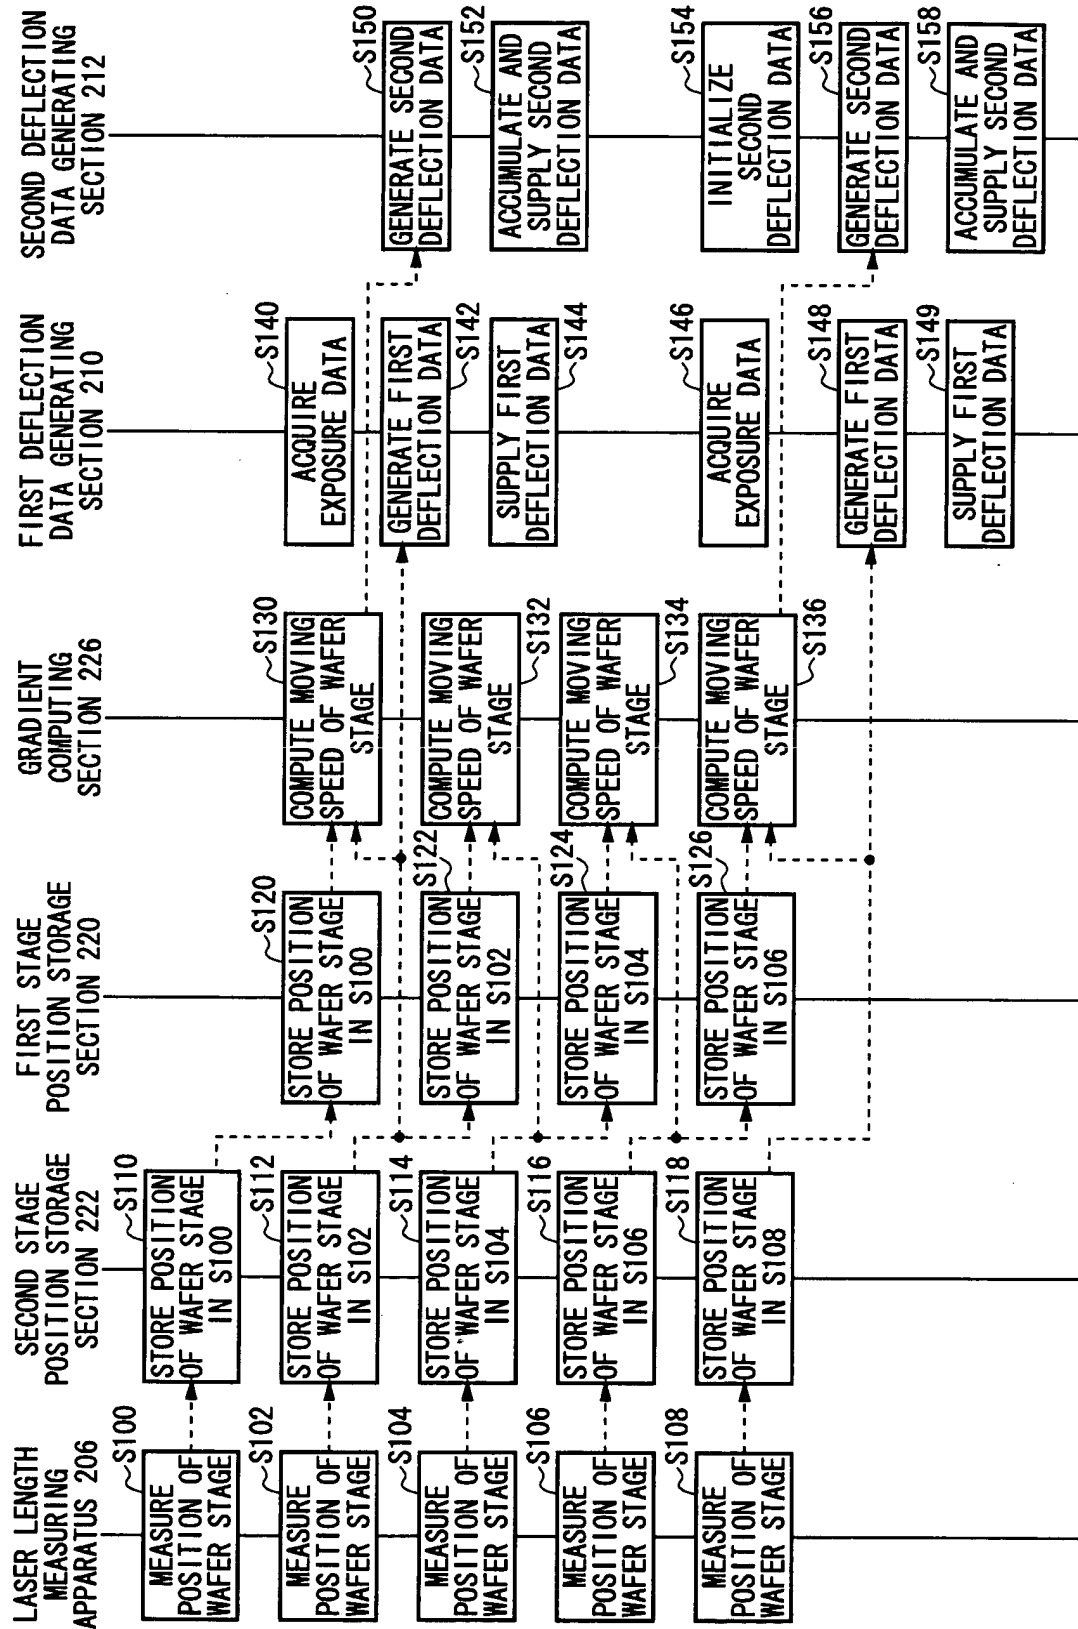 LASER LENGTH
MEASURING
APPARATUS 206
S100
MEASURE
POSITION OF
WAFER STAGE
S102
MEASURE
POSITION OF
WAFER STAGE
S104
MEASURE
POSITION OF
WAFER STAGE
S106
MEASURE
POSITION OF
WAFER STAGE
S108
MEASURE
POSITION OF
WAFER STAGE
SECOND STAGE
POSITION STORAGE
SECTION 222
S110
STORE POSITION
OF WAFER STAGE
IN S100
S112
STORE POSITION
OF WAFER STAGE
IN S102
S114
STORE POSITION
OF WAFER STAGE
IN S104
S116
STORE POSITION
OF WAFER STAGE
IN S106
S118
STORE POSITION
OF WAFER STAGE
IN S108
FIRST STAGE
POSITION STORAGE
SECTION 220
S120
STORE POSITION
OF WAFER STAGE
IN S100
S122
STORE POSITION
OF WAFER STAGE
IN S102
S124
STORE POSITION
OF WAFER STAGE
IN S104
S126
STORE POSITION
OF WAFER STAGE
IN S106
GRADIENT
COMPUTING
SECTION 226
S130
COMPUTE MOVING
SPEED OF WAFER
STAGE
S132
COMPUTE MOVING
SPEED OF WAFER
STAGE
S134
COMPUTE MOVING
SPEED OF WAFER
STAGE
S136
COMPUTE MOVING
SPEED OF WAFER
STAGE
FIRST DEFLECTION
DATA GENERATING
SECTION 210
S140
ACQUIRE
EXPOSURE DATA
S142
GENERATE FIRST
DEFLECTION DATA
S144
SUPPLY FIRST
DEFLECTION DATA
S146
ACQUIRE
EXPOSURE DATA
S148
GENERATE FIRST
DEFLECTION DATA
S149
SUPPLY FIRST
DEFLECTION DATA
SECOND DEFLECTION
DATA GENERATING
SECTION 212
S150
GENERATE SECOND
DEFLECTION DATA
S152
ACCUMULATE AND
SUPPLY SECOND
DEFLECTION DATA
S154
INITIALIZE
SECOND
DEFLECTION DATA
S156
GENERATE SECOND
DEFLECTION DATA
S158
ACCUMULATE AND
SUPPLY SECOND
DEFLECTION DATA